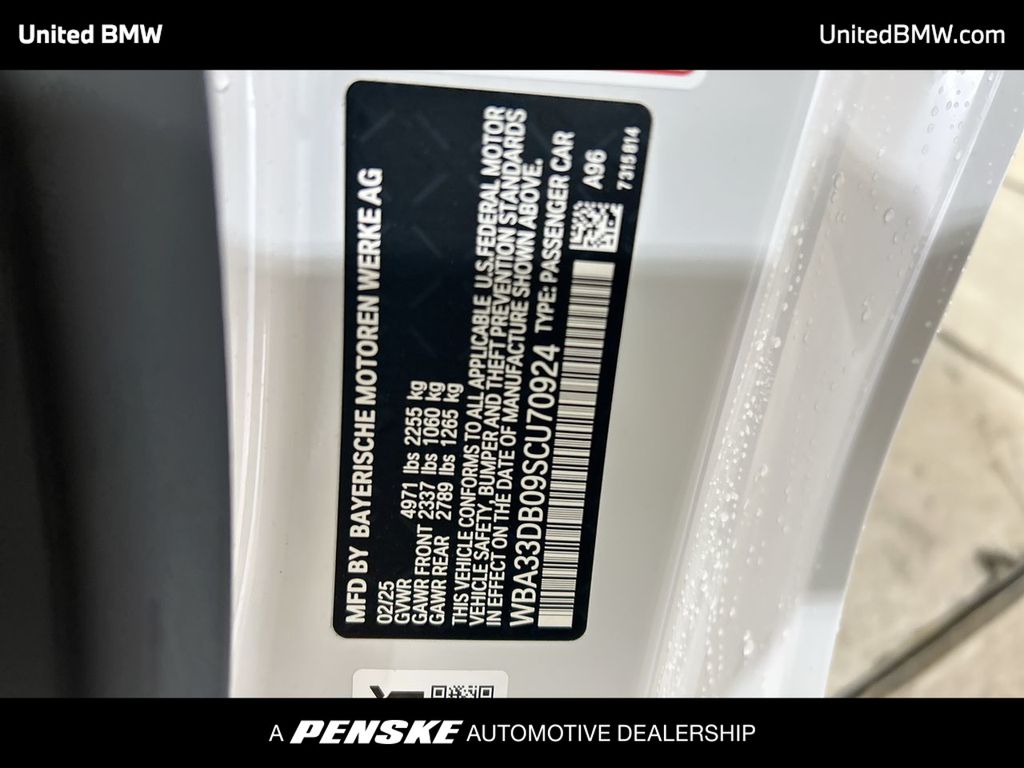 United BMW
UnitedBMW.com
MFD BY BAYERISCHE MOTOREN WERKE AG
02/25
GVWR 4971 lbs 2255 kg
GAWR FRONT 2337 lbs 1060 kg
GAWR REAR 2789 lbs 1265 kg
THIS VEHICLE CONFORMS TO ALL APPLICABLE U.S.FEDERAL MOTOR
VEHICLE SAFETY, BUMPER AND THEFT PREVENTION STANDARDS
IN EFFECT ON THE DATE OF MANUFACTURE SHOWN ABOVE.
WBA33DB09SCU70924 TYPE: PASSENGER CAR
A96
7315614
A PENSKE AUTOMOTIVE DEALERSHIP